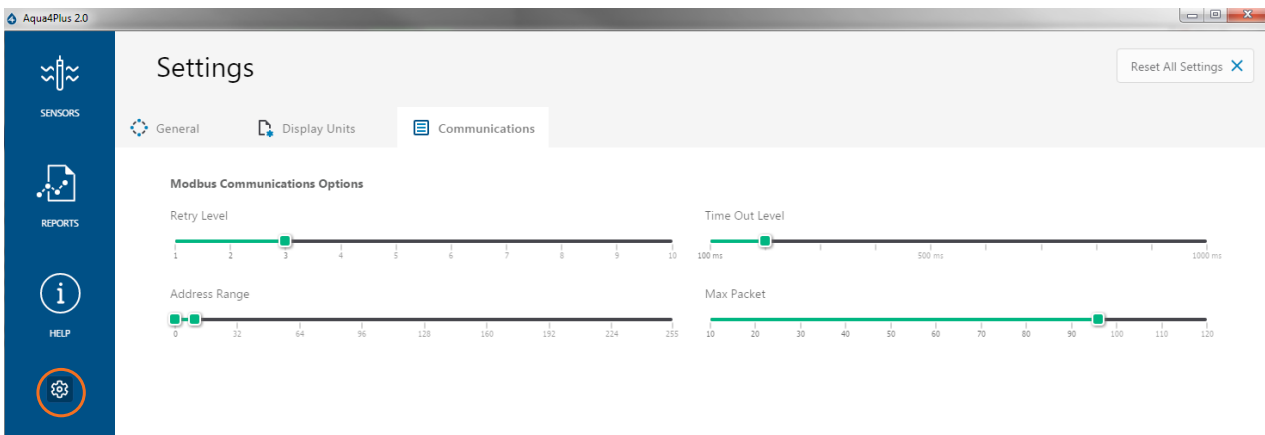 Aqua4Plus 2.0
Settings
Reset All Settings
SENSORS
General
Display Units
Communications
Modbus Communications Options
Retry Level
1 2 3 4 5 6 7 8 9 10
Time Out Level
100 ms 500 ms 1000 ms
REPORTS
Address Range
0 32 64 96 128 160 192 224 255
Max Packet
10 20 30 40 50 60 70 80 90 100 110 120
HELP